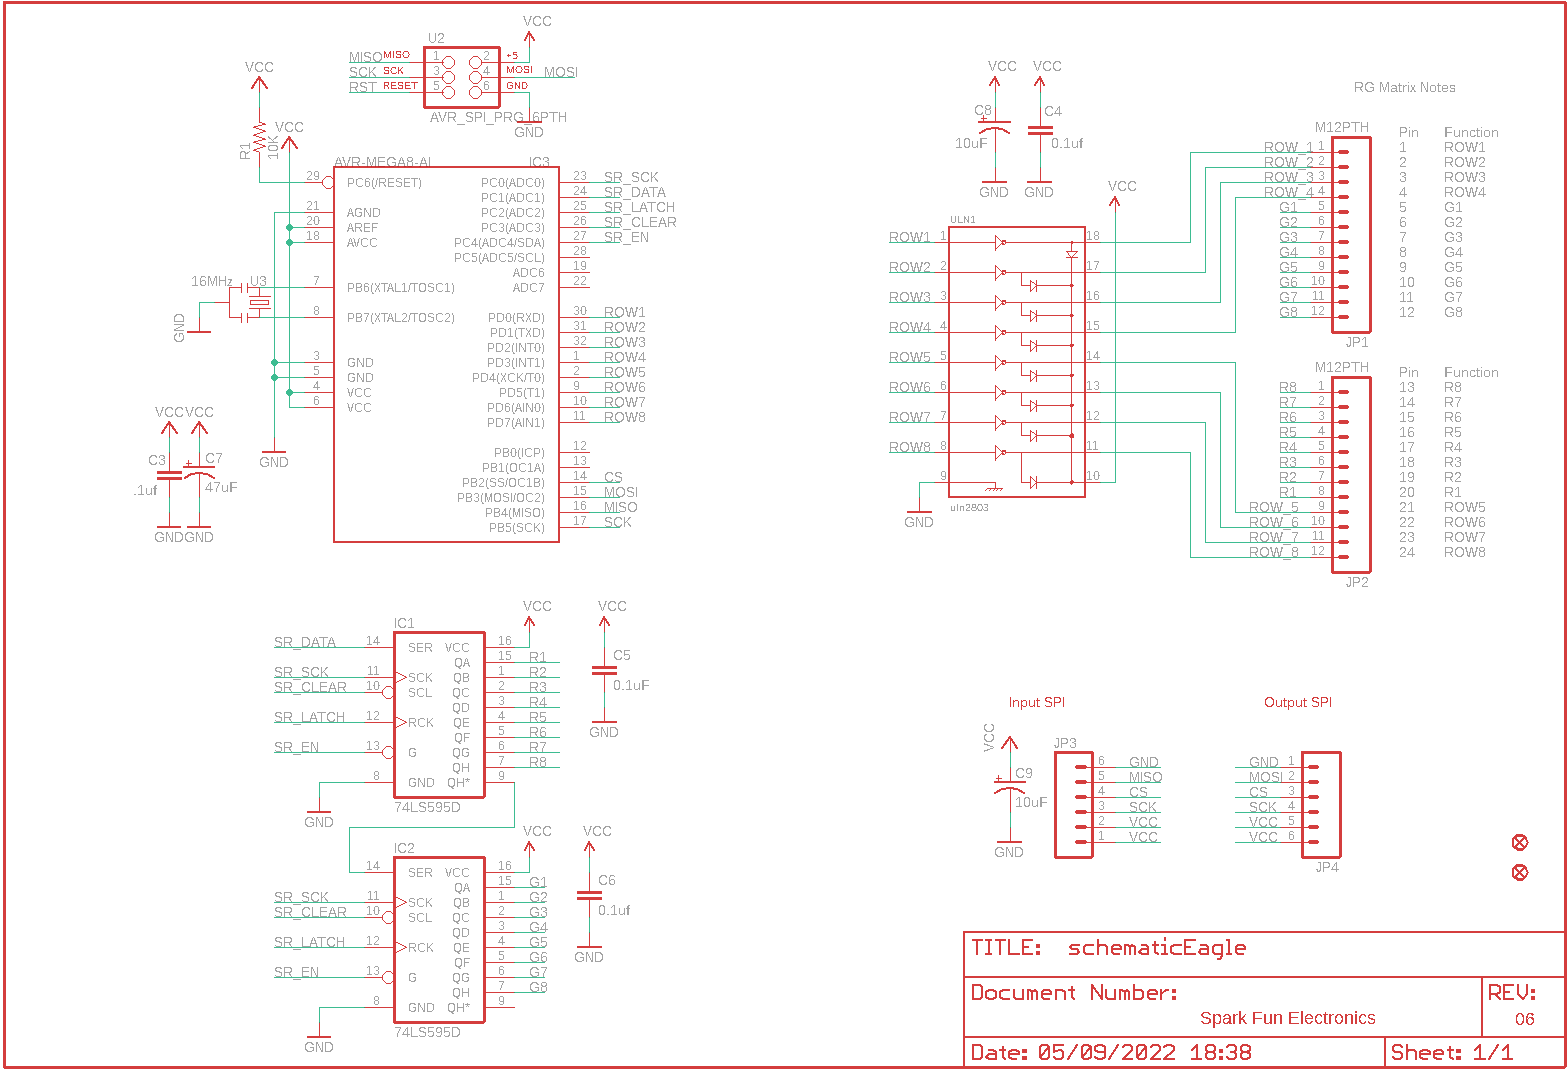 VCC
U2
MISO MISO 1 2 +5
SCK SCK 3 4 MOSI MOSI
RST RESET 5 6 GND
AVR_SPI_PRG_6PTH
GND
VCC
R1
10K
VCC
AVR-MEGA8-AI IC3
29 PC6(/RESET) PC0(ADC0) 23 SR_SCK
PC1(ADC1) 24 SR_DATA
21 AGND PC2(ADC2) 25 SR_LATCH
20 AREF PC3(ADC3) 26 SR_CLEAR
18 AVCC PC4(ADC4/SDA) 27 SR_EN
PC5(ADC5/SCL) 28
ADC6 19
16MHz U3 7 PB6(XTAL1/TOSC1) ADC7 22
GND
8 PB7(XTAL2/TOSC2) PD0(RXD) 30 ROW1
PD1(TXD) 31 ROW2
PD2(INT0) 32 ROW3
3 GND PD3(INT1) 1 ROW4
5 GND PD4(XCK/T0) 2 ROW5
4 VCC PD5(T1) 9 ROW6
6 VCC PD6(AIN0) 10 ROW7
PD7(AIN1) 11 ROW8
PB0(ICP) 12
PB1(OC1A) 13
PB2(SS/OC1B) 14 CS
PB3(MOSI/OC2) 15 MOSI
PB4(MISO) 16 MISO
PB5(SCK) 17 SCK
GND
VCC VCC
C3 C7
.1uf 47uF
GND GND
VCC VCC
C8 C4
10uF 0.1uf
GND GND
VCC
ULN1
ROW1 1 18
ROW2 2 17
ROW3 3 16
ROW4 4 15
ROW5 5 14
ROW6 6 13
ROW7 7 12
ROW8 8 11
9 10
GND
uln2803
RG Matrix Notes
M12PTH Pin Function
ROW_1 1 1 ROW1
ROW_2 2 2 ROW2
ROW_3 3 3 ROW3
ROW_4 4 4 ROW4
G1 5 5 G1
G2 6 6 G2
G3 7 7 G3
G4 8 8 G4
G5 9 9 G5
G6 10 10 G6
G7 11 11 G7
G8 12 12 G8
JP1
M12PTH Pin Function
R8 1 13 R8
R7 2 14 R7
R6 3 15 R6
R5 4 16 R5
R4 5 17 R4
R3 6 18 R3
R2 7 19 R2
R1 8 20 R1
ROW_5 9 21 ROW5
ROW_6 10 22 ROW6
ROW_7 11 23 ROW7
ROW_8 12 24 ROW8
JP2
IC1 VCC
SR_DATA 14 SER VCC 16
QA 15 R1
SR_SCK 11 SCK QB 1 R2
SR_CLEAR 10 SCL QC 2 R3
QD 3 R4
SR_LATCH 12 RCK QE 4 R5
QF 5 R6
SR_EN 13 G QG 6 R7
QH 7 R8
8 GND QH* 9
GND
74LS595D
VCC
C5
0.1uF
GND
IC2 VCC
14 SER VCC 16
QA 15 G1
SR_SCK 11 SCK QB 1 G2
SR_CLEAR 10 SCL QC 2 G3
QD 3 G4
SR_LATCH 12 RCK QE 4 G5
QF 5 G6
SR_EN 13 G QG 6 G7
QH 7 G8
8 GND QH* 9
GND
74LS595D
VCC
C6
0.1uf
GND
Input SPI
VCC
C9
10uF
GND
JP3
6 GND
5 MISO
4 CS
3 SCK
2 VCC
1 VCC
Output SPI
GND 1
MOSI 2
CS 3
SCK 4
VCC 5
VCC 6
JP4
TITLE: schematicEagle
Document Number:
Spark Fun Electronics
REV:
06
Date: 05/09/2022 18:38
Sheet: 1/1